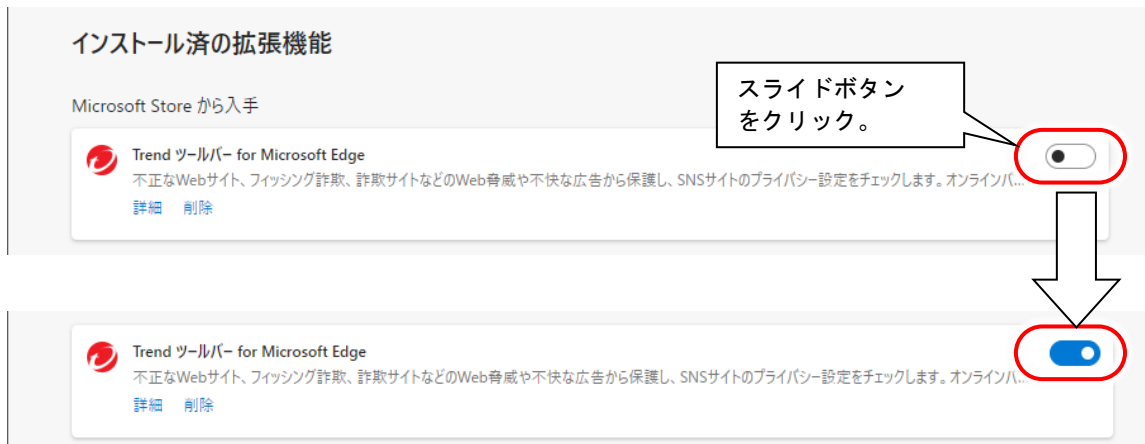 インストール済の拡張機能
スライドボタン
をクリック。
Microsoft Store から入手
Trend ツールバー for Microsoft Edge
不正なWebサイト、フィッシング詐欺、詐欺サイトなどのWeb脅威や不快な広告から保護し、SNSサイトのプライバシー設定をチェックします。オンラインバ...
詳細 削除
Trend ツールバー for Microsoft Edge
不正なWebサイト、フィッシング詐欺、詐欺サイトなどのWeb脅威や不快な広告から保護し、SNSサイトのプライバシー設定をチェックします。オンラインバ...
詳細 削除